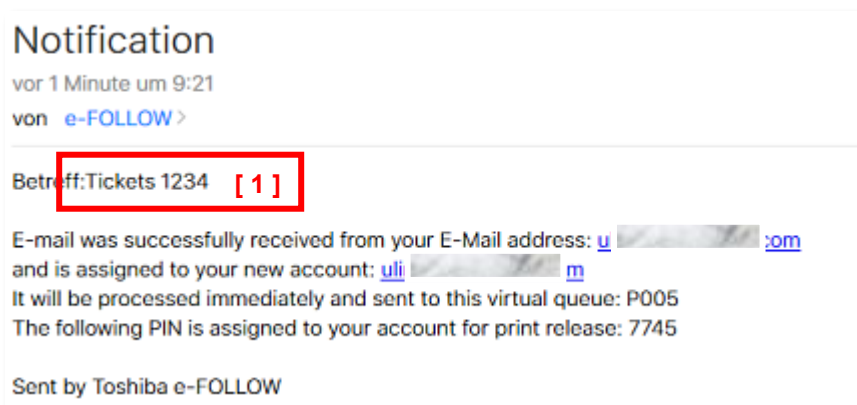 Notification
vor 1 Minute um 9:21
von e-FOLLOW >
Betreff:Tickets 1234 [ 1 ]
E-mail was successfully received from your E-Mail address: u :om
and is assigned to your new account: uli m
It will be processed immediately and sent to this virtual queue: P005
The following PIN is assigned to your account for print release: 7745
Sent by Toshiba e-FOLLOW